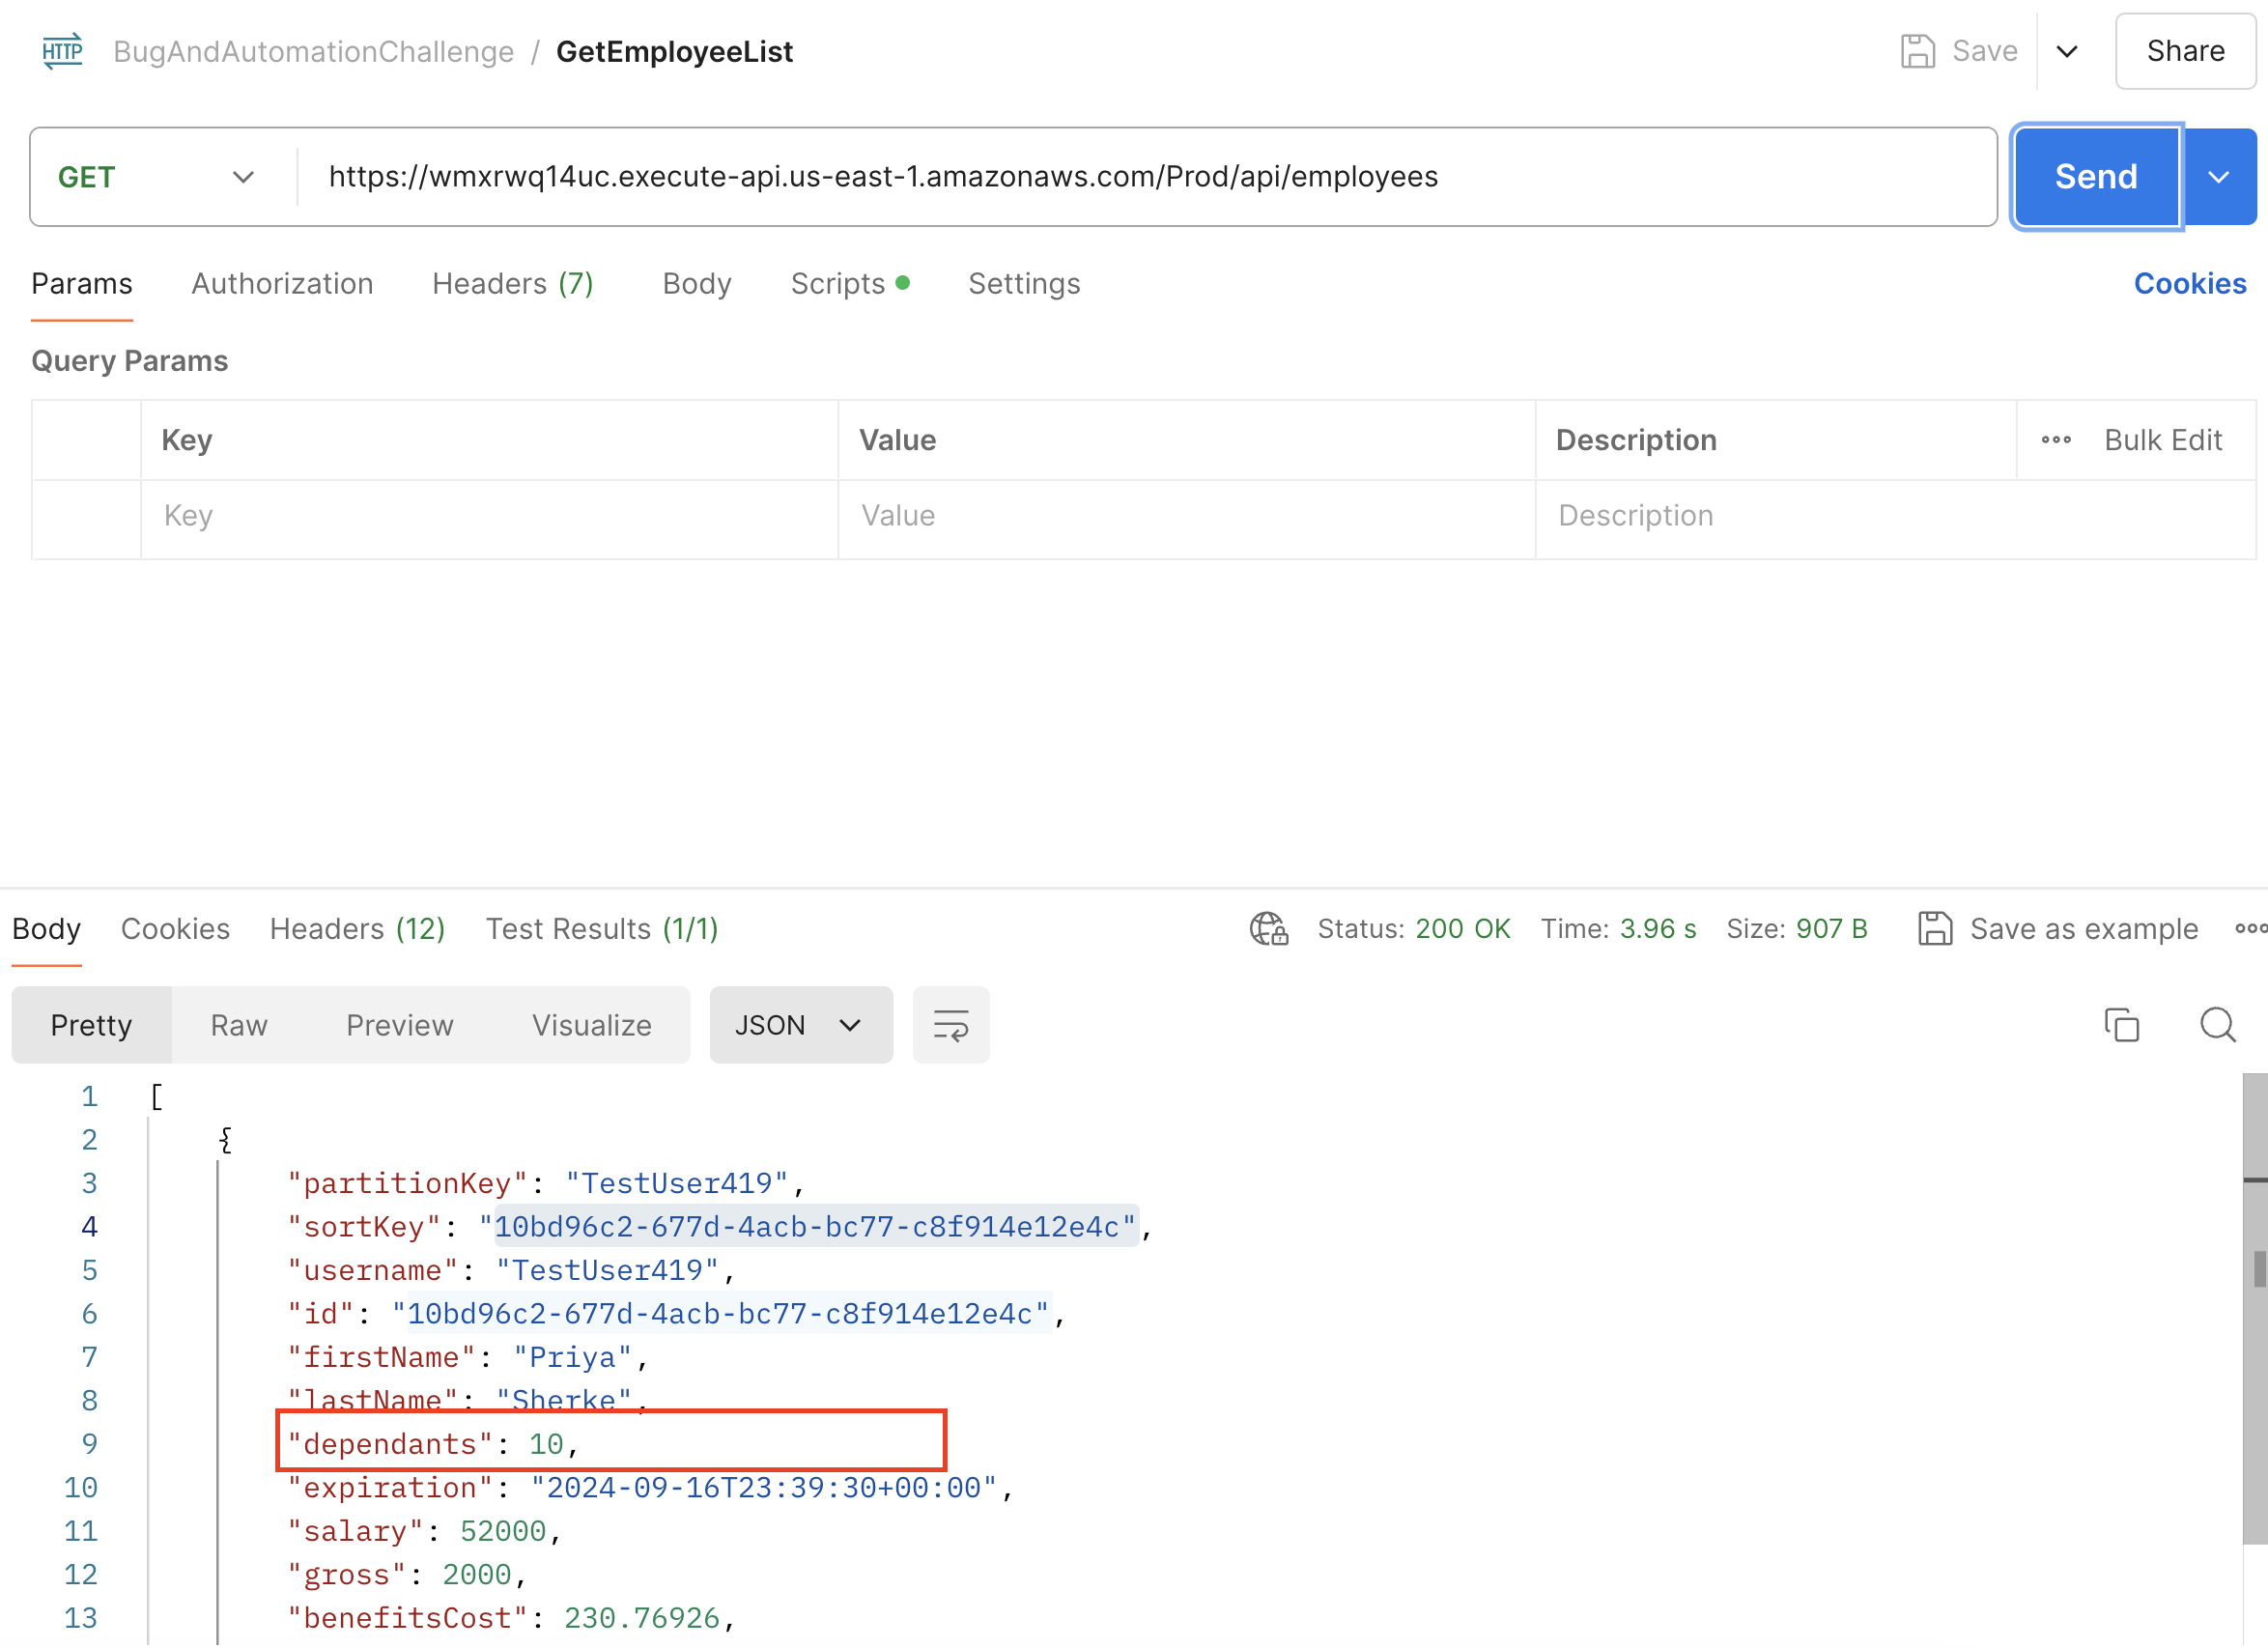 HTTP BugAndAutomationChallenge / GetEmployeeList Save Share
GET https://wmxrwq14uc.execute-api.us-east-1.amazonaws.com/Prod/api/employees Send
Params Authorization Headers (7) Body Scripts Settings Cookies
Query Params
Key Value Description Bulk Edit
Key Value Description
Body Cookies Headers (12) Test Results (1/1) Status: 200 OK Time: 3.96 s Size: 907 B Save as example
Pretty Raw Preview Visualize JSON
1 [
2 {
3 "partitionKey": "TestUser419",
4 "sortKey": "10bd96c2-677d-4acb-bc77-c8f914e12e4c",
5 "username": "TestUser419",
6 "id": "10bd96c2-677d-4acb-bc77-c8f914e12e4c",
7 "firstName": "Priya",
8 "lastName": "Sherke",
9 "dependants": 10,
10 "expiration": "2024-09-16T23:39:30+00:00",
11 "salary": 52000,
12 "gross": 2000,
13 "benefitsCost": 230.76926,